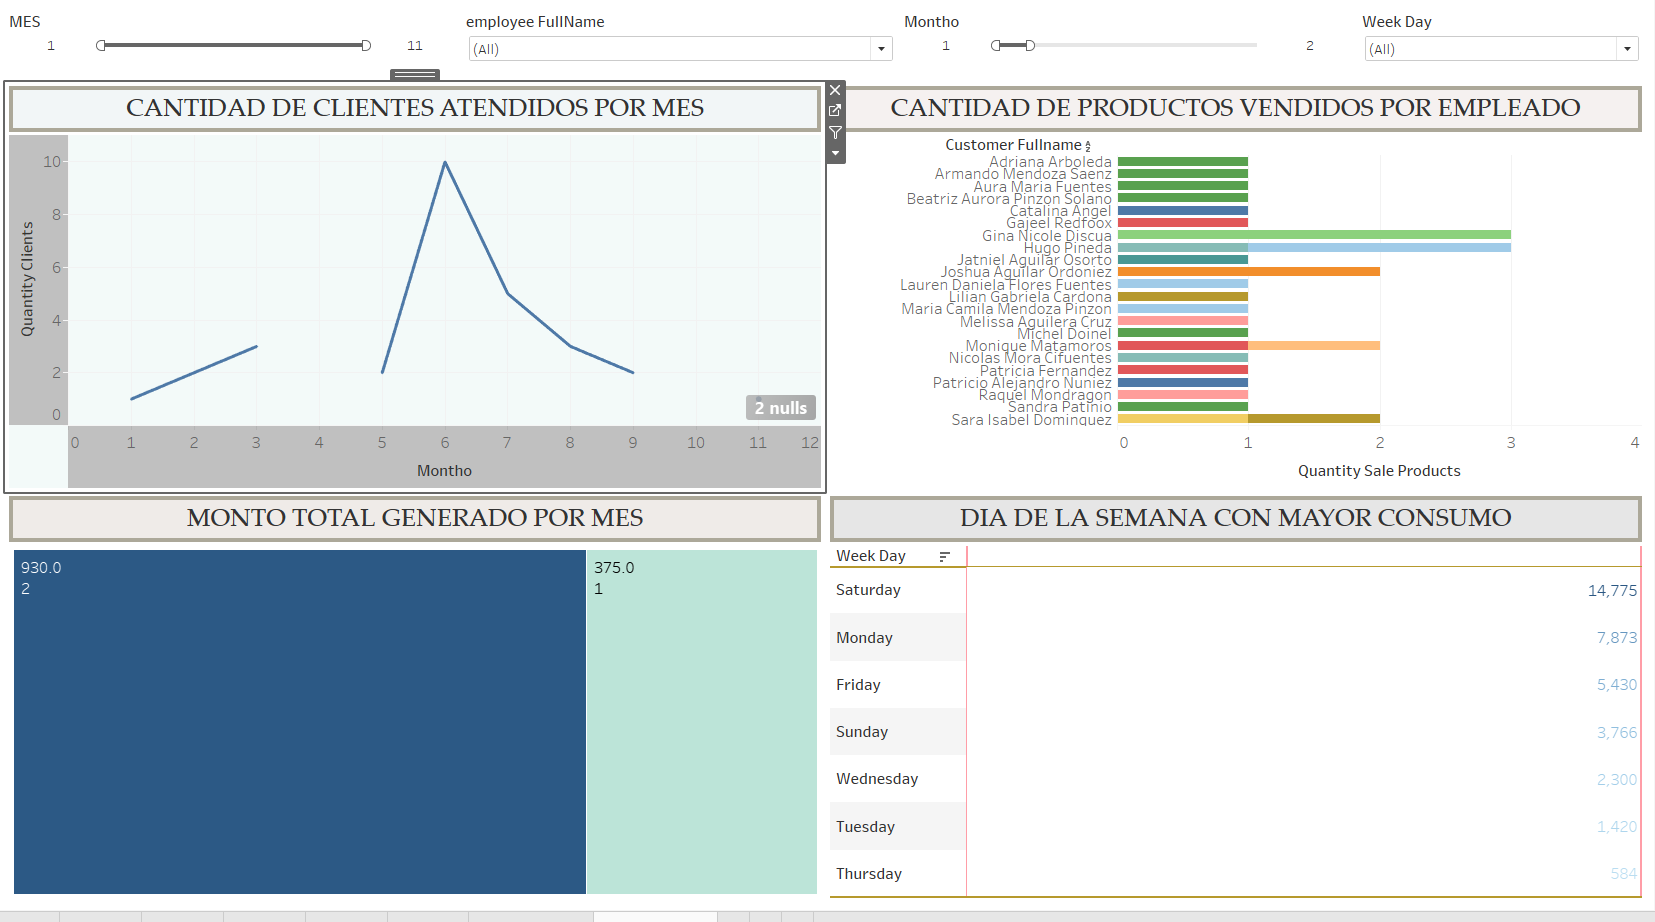 MES
1
11
employee FullName
(All)
Montho
1
2
Week Day
(All)
CANTIDAD DE CLIENTES ATENDIDOS POR MES
Quantity Clients
10
8
6
4
2
0
2 nulls
0 1 2 3 4 5 6 7 8 9 10 11 12
Montho
CANTIDAD DE PRODUCTOS VENDIDOS POR EMPLEADO
Customer Fullname
Adriana Arboleda
Armando Mendoza Saenz
Aura Maria Fuentes
Beatriz Aurora Pinzon Solano
Catalina Angel
Gajeel Redfoox
Gina Nicole Discua
Hugo Pineda
Jatniel Aguilar Osorto
Joshua Aguilar Ordoniez
Lauren Daniela Flores Fuentes
Lilian Gabriela Cardona
Maria Camila Mendoza Pinzon
Melissa Aguilera Cruz
Michel Doinel
Monique Matamoros
Nicolas Mora Cifuentes
Patricia Fernandez
Patricio Alejandro Nuniez
Raquel Mondragon
Sandra Patinio
Sara Isabel Dominguez
0 1 2 3 4
Quantity Sale Products
MONTO TOTAL GENERADO POR MES
930.0
2
375.0
1
DIA DE LA SEMANA CON MAYOR CONSUMO
Week Day
Saturday 14,775
Monday 7,873
Friday 5,430
Sunday 3,766
Wednesday 2,300
Tuesday 1,420
Thursday 584